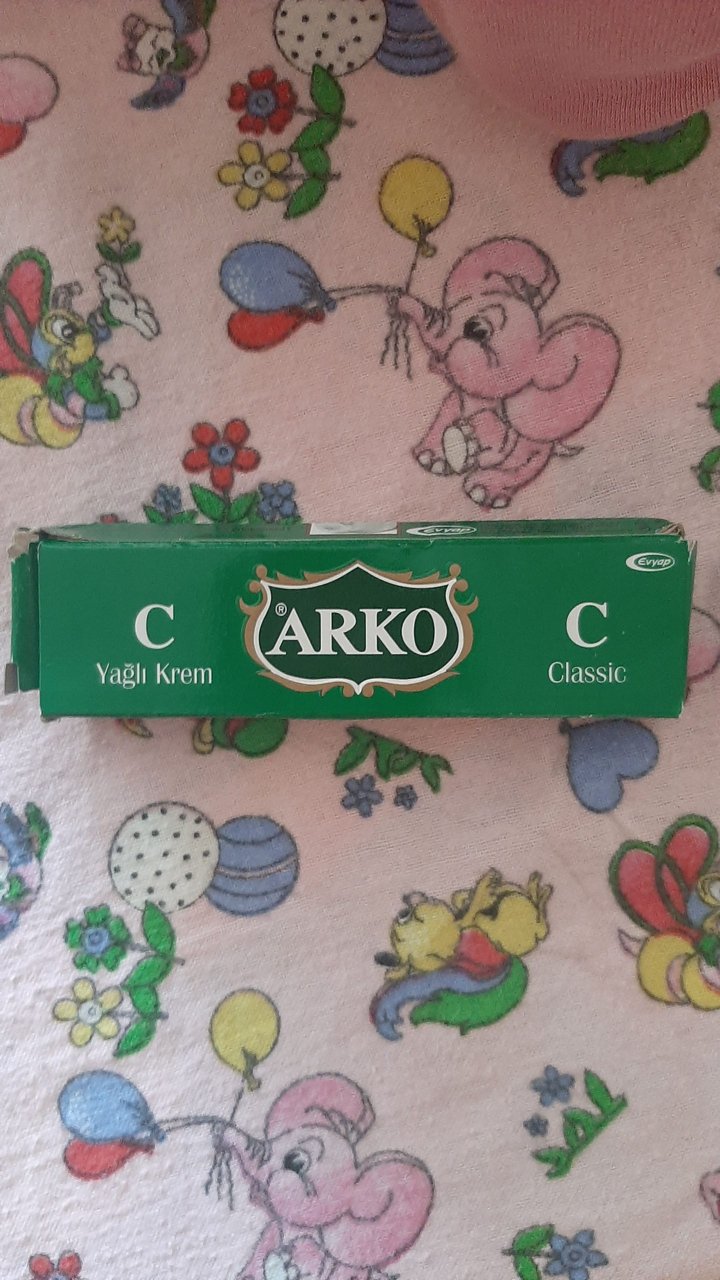 Evyap
Evyap
C
Yağlı Krem
® ARKO
C
Classic